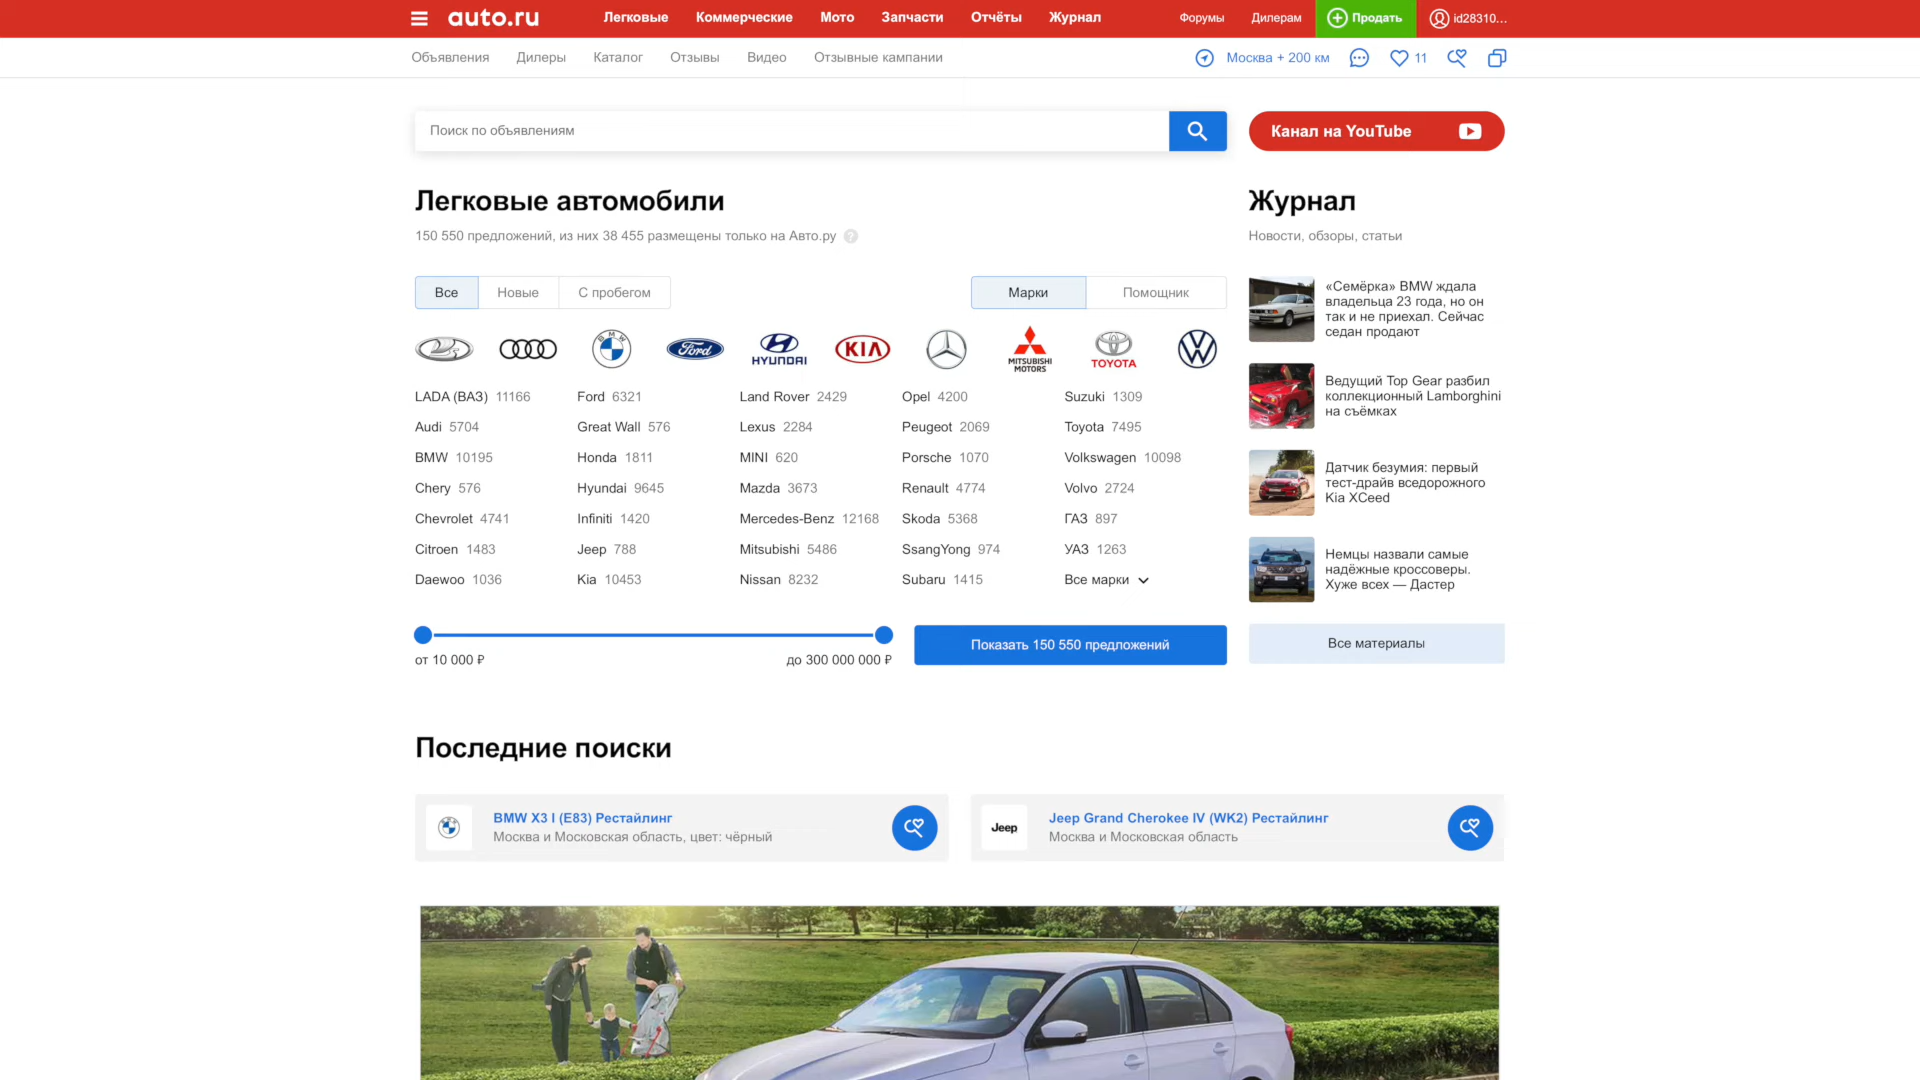 auto.ru Легковые Коммерческие Мото Запчасти Отчёты Журнал Форумы Дилерам Продать id28310...
Объявления Дилеры Каталог Отзывы Видео Отзывные кампании Москва + 200 км 11
Поиск по объявлениям
Канал на YouTube
Легковые автомобили
150 550 предложений, из них 38 455 размещены только на Авто.ру ?
Все Новые С пробегом Марки Помощник
BMW Ford HYUNDAI KIA MITSUBISHI MOTORS TOYOTA
LADA (ВАЗ) 11166 Ford 6321 Land Rover 2429 Opel 4200 Suzuki 1309
Audi 5704 Great Wall 576 Lexus 2284 Peugeot 2069 Toyota 7495
BMW 10195 Honda 1811 MINI 620 Porsche 1070 Volkswagen 10098
Chery 576 Hyundai 9645 Mazda 3673 Renault 4774 Volvo 2724
Chevrolet 4741 Infiniti 1420 Mercedes-Benz 12168 Skoda 5368 ГАЗ 897
Citroen 1483 Jeep 788 Mitsubishi 5486 SsangYong 974 УАЗ 1263
Daewoo 1036 Kia 10453 Nissan 8232 Subaru 1415 Все марки
от 10 000 ₽ до 300 000 000 ₽
Показать 150 550 предложений
Журнал
Новости, обзоры, статьи
«Семёрка» BMW ждала
владельца 23 года, но он
так и не приехал. Сейчас
седан продают
Ведущий Top Gear разбил
коллекционный Lamborghini
на съёмках
Датчик безумия: первый
тест-драйв вседорожного
Kia XCeed
Немцы назвали самые
надёжные кроссоверы.
Хуже всех — Дастер
Все материалы
Последние поиски
BMW X3 I (E83) Рестайлинг
Москва и Московская область, цвет: чёрный
Jeep
Jeep Grand Cherokee IV (WK2) Рестайлинг
Москва и Московская область